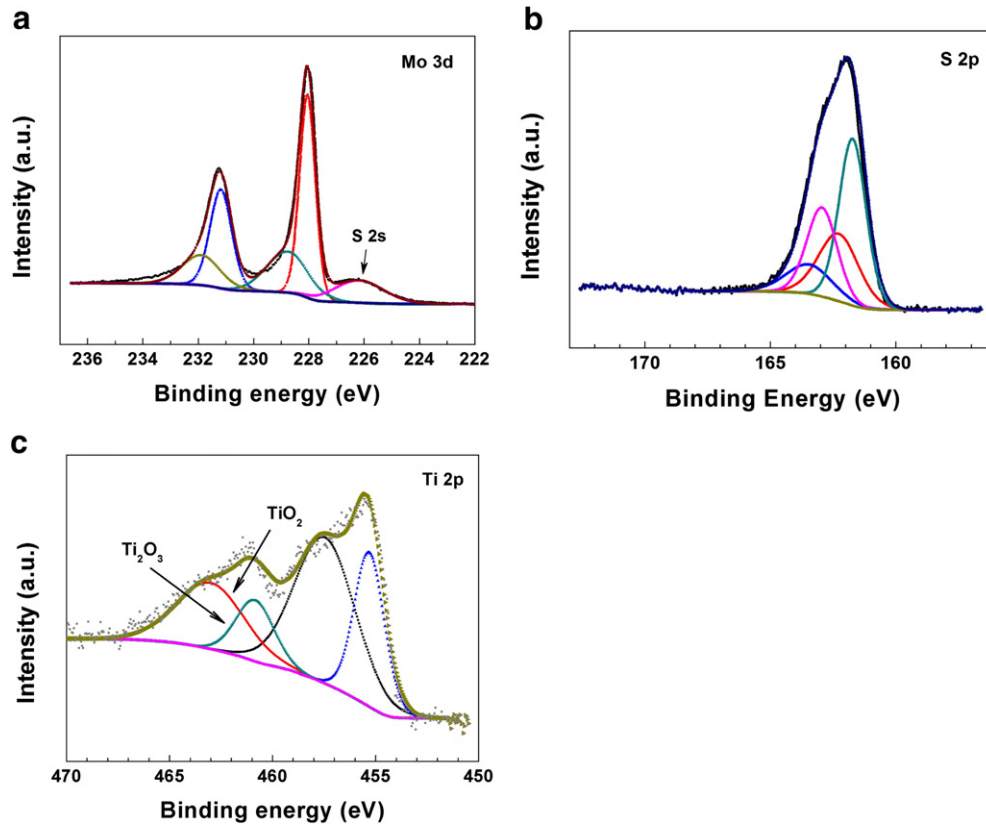 a
Mo 3d
S 2s
Intensity (a.u.)
236 234 232 230 228 226 224 222
Binding energy (eV)
b
S 2p
Intensity (a.u.)
170 165 160
Binding Energy (eV)
c
Ti 2p
TiO₂
Ti₂O₃
Intensity (a.u.)
470 465 460 455 450
Binding energy (eV)